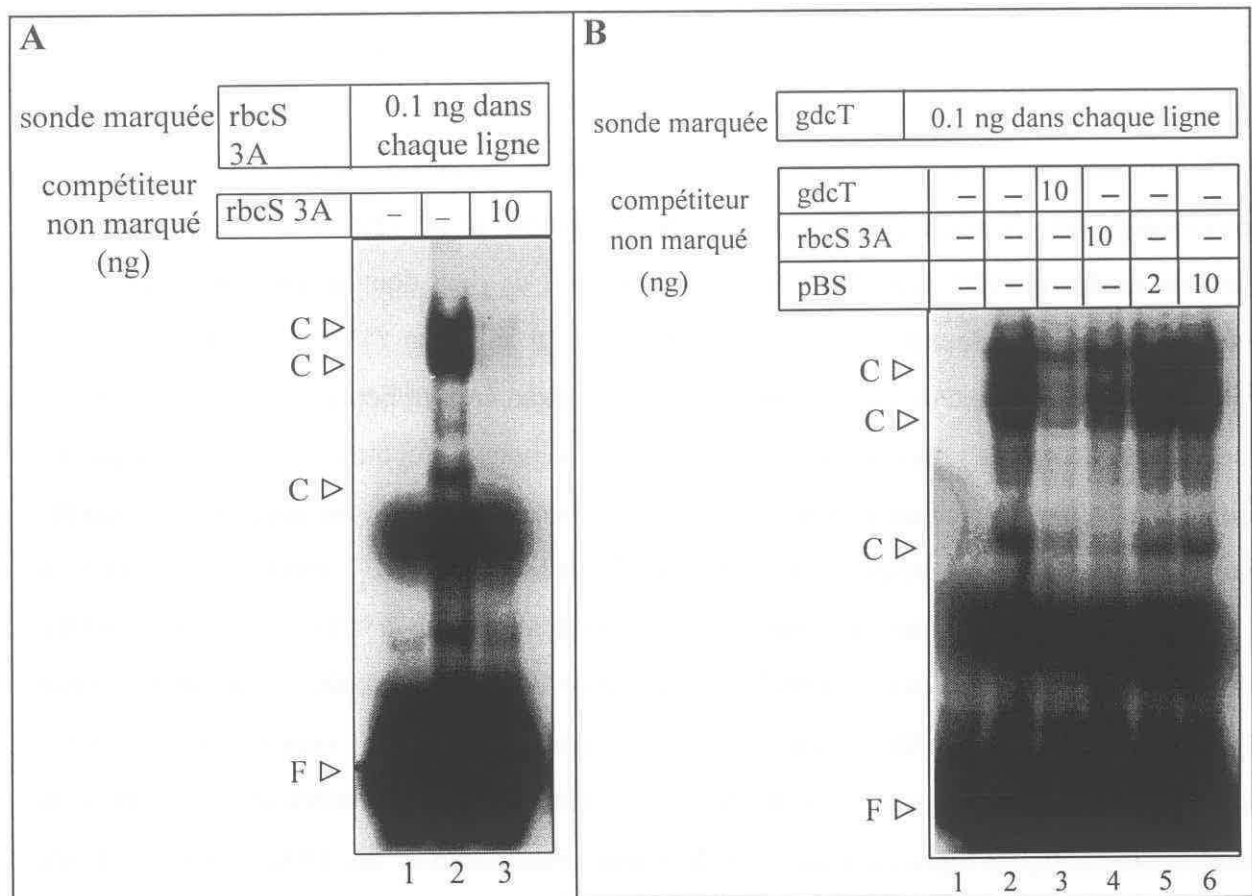 A
sonde marquée rbcS 3A 0.1 ng dans chaque ligne
compétiteur non marqué (ng) rbcS 3A – – 10
C ▷
C ▷
C ▷
F ▷
1 2 3
B
sonde marquée gdcT 0.1 ng dans chaque ligne
compétiteur non marqué (ng)
gdcT – – 10 – – –
rbcS 3A – – – 10 – –
pBS – – – – 2 10
C ▷
C ▷
C ▷
F ▷
1 2 3 4 5 6